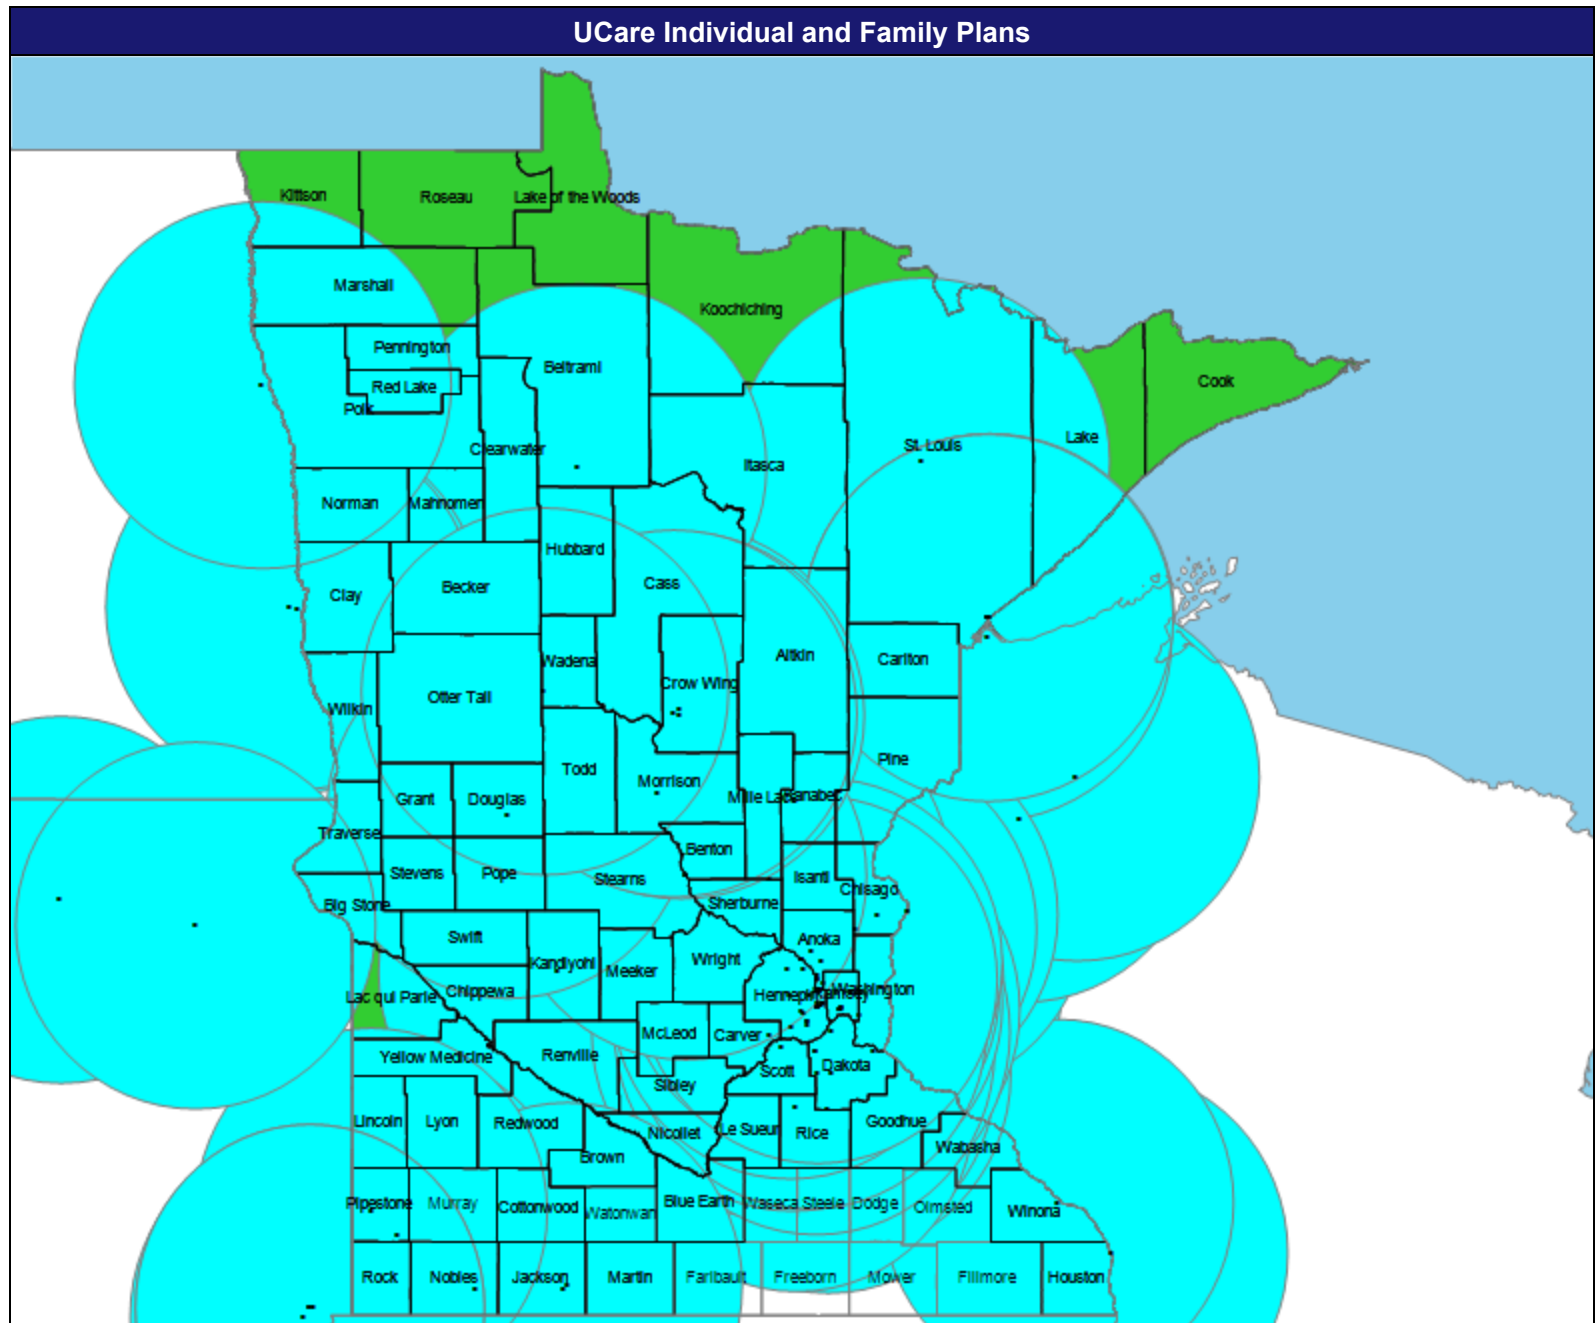 UCare Individual and Family Plans
Kittson
Roseau
Lake of the Woods
Marshall
Koochiching
Pennington
Beltrami
Red Lake
Polk
Cook
Clearwater
St. Louis
Lake
Itasca
Norman
Mahnomen
Hubbard
Cass
Clay
Becker
Wadena
Aitkin
Carlton
Crow Wing
Otter Tail
Wilkin
Pine
Todd
Morrison
Grant
Douglas
Mille Lacs
Kanabec
Traverse
Benton
Stevens
Pope
Stearns
Isanti
Chisago
Big Stone
Sherburne
Swift
Anoka
Kandiyohi
Meeker
Wright
Lac qui Parle
Chippewa
Hennepin
Ramsey
Washington
McLeod
Carver
Yellow Medicine
Renville
Scott
Dakota
Sibley
Lincoln
Lyon
Redwood
Nicollet
Le Sueur
Rice
Goodhue
Brown
Wabasha
Pipestone
Murray
Cottonwood
Watonwan
Blue Earth
Waseca
Steele
Dodge
Olmsted
Winona
Rock
Nobles
Jackson
Martin
Faribault
Freeborn
Mower
Fillmore
Houston